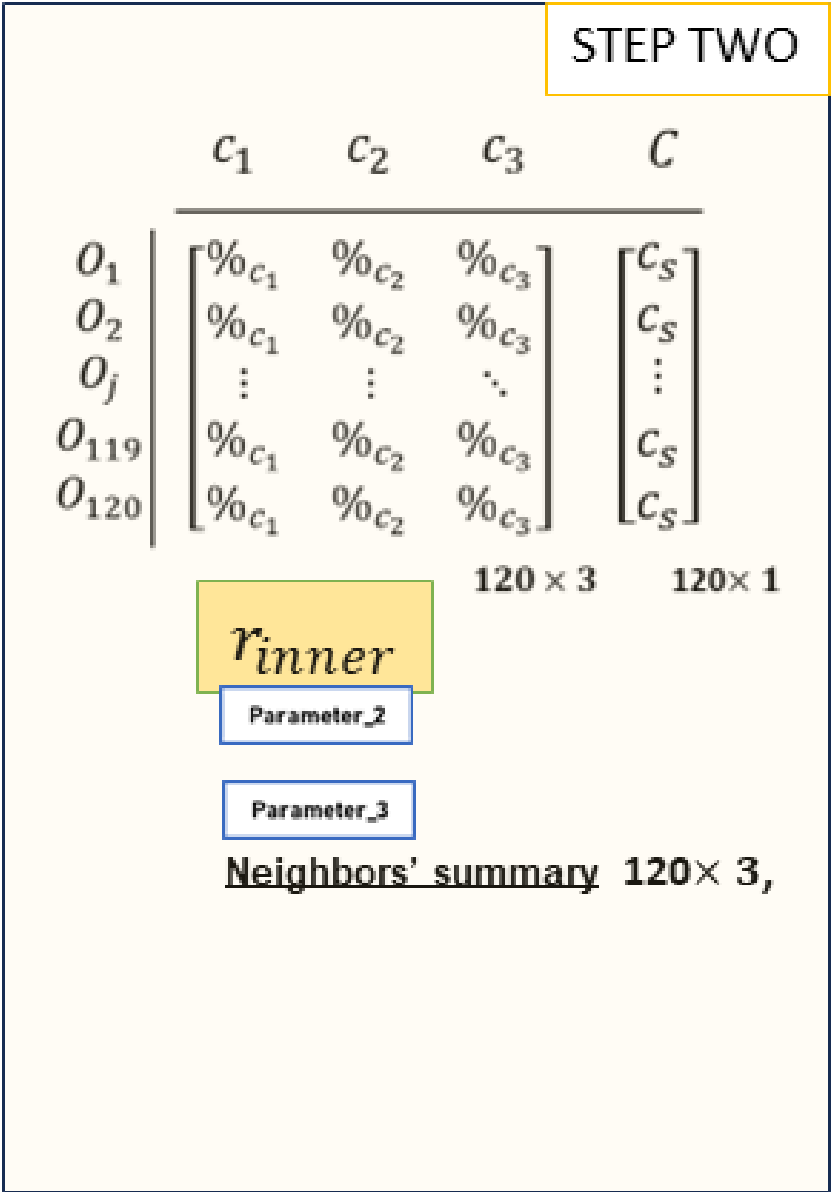 STEP TWO
c₁ c₂ c₃ C
O₁ %c₁ %c₂ %c₃ cₛ
O₂ %c₁ %c₂ %c₃ cₛ
Oⱼ ⋮ ⋮ ⋱ ⋮
O₁₁₉ %c₁ %c₂ %c₃ cₛ
O₁₂₀ %c₁ %c₂ %c₃ cₛ
120 × 3 120× 1
r_inner
Parameter_2
Parameter_3
Neighbors’ summary 120× 3,